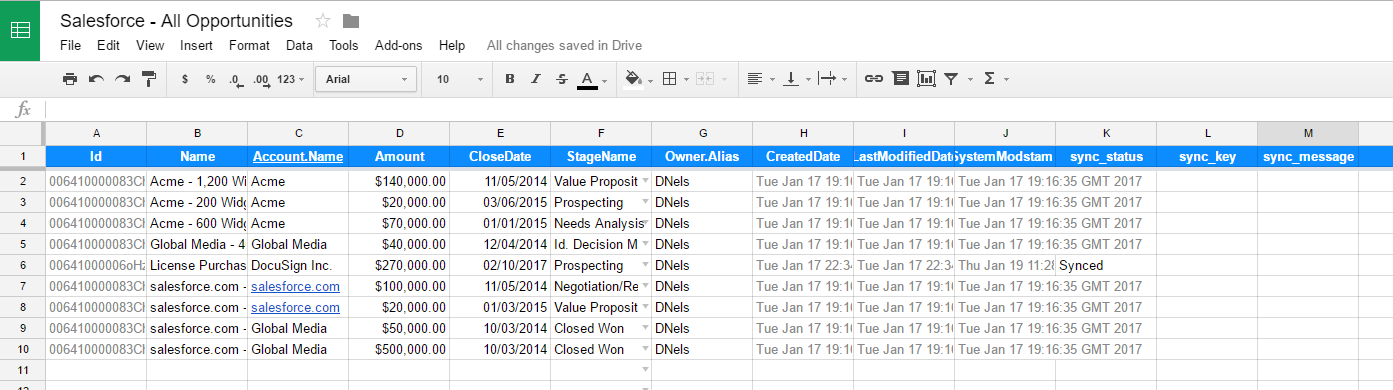 Salesforce - All Opportunities
File Edit View Insert Format Data Tools Add-ons Help All changes saved in Drive
$ % .0 .00 123 Arial 10 B I S A Σ
fx
A B C D E F G H I J K L M
1 Id Name Account.Name Amount CloseDate StageName Owner.Alias CreatedDate LastModifiedDat SystemModstam sync_status sync_key sync_message
2 006410000083Cl Acme - 1,200 Wi Acme $140,000.00 11/05/2014 Value Proposit DNels Tue Jan 17 19:1 Tue Jan 17 19:1 Tue Jan 17 19:16:35 GMT 2017
3 006410000083Cl Acme - 200 Widg Acme $20,000.00 03/06/2015 Prospecting DNels Tue Jan 17 19:1 Tue Jan 17 19:1 Tue Jan 17 19:16:35 GMT 2017
4 006410000083Cl Acme - 600 Widg Acme $70,000.00 01/01/2015 Needs Analysis DNels Tue Jan 17 19:1 Tue Jan 17 19:1 Tue Jan 17 19:16:35 GMT 2017
5 006410000083Cl Global Media - 4 Global Media $40,000.00 12/04/2014 Id. Decision M DNels Tue Jan 17 19:1 Tue Jan 17 19:1 Tue Jan 17 19:16:35 GMT 2017
6 00641000006oHz License Purchas DocuSign Inc. $270,000.00 02/10/2017 Prospecting DNels Tue Jan 17 22:3 Tue Jan 17 22:3 Thu Jan 19 11:28 Synced
7 006410000083Cl salesforce.com - salesforce.com $100,000.00 11/05/2014 Negotiation/Re DNels Tue Jan 17 19:1 Tue Jan 17 19:1 Tue Jan 17 19:16:35 GMT 2017
8 006410000083Cl salesforce.com - salesforce.com $20,000.00 01/03/2015 Value Proposit DNels Tue Jan 17 19:1 Tue Jan 17 19:1 Tue Jan 17 19:16:35 GMT 2017
9 006410000083Cl salesforce.com - Global Media $50,000.00 10/03/2014 Closed Won DNels Tue Jan 17 19:1 Tue Jan 17 19:1 Tue Jan 17 19:16:35 GMT 2017
10 006410000083Cl salesforce.com - Global Media $500,000.00 10/03/2014 Closed Won DNels Tue Jan 17 19:1 Tue Jan 17 19:1 Tue Jan 17 19:16:35 GMT 2017
11